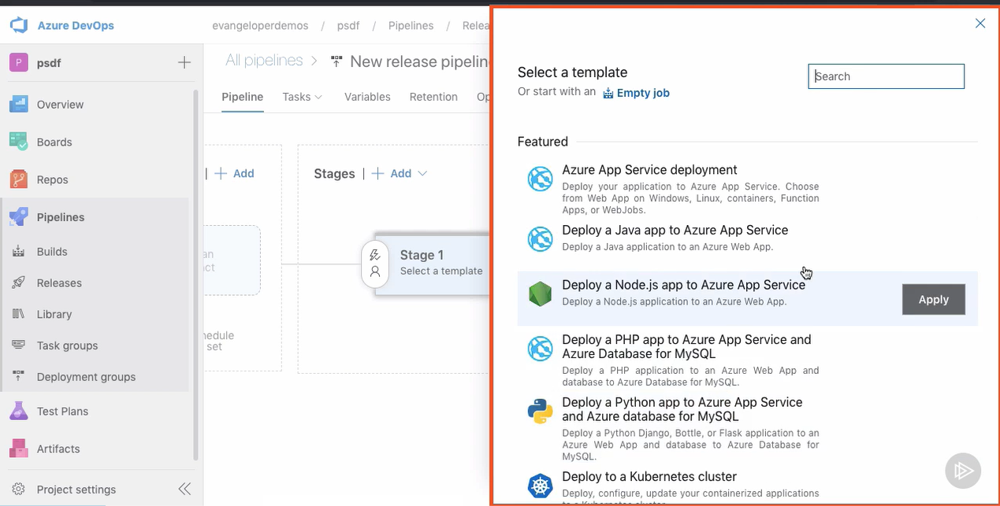 Azure DevOps
evangeloperdemos / psdf / Pipelines / Relea
P psdf
All pipelines > New release pipelin
Pipeline Tasks Variables Retention Op
Overview
Boards
Repos
Pipelines
Builds
Releases
Library
Task groups
Deployment groups
Test Plans
Artifacts
Project settings
| + Add
Stages | + Add
an
ct
hedule
set
Stage 1
Select a template
Select a template
Or start with an Empty job
Search
Featured
Azure App Service deployment
Deploy your application to Azure App Service. Choose
from Web App on Windows, Linux, containers, Function
Apps, or WebJobs.
Deploy a Java app to Azure App Service
Deploy a Java application to an Azure Web App.
Deploy a Node.js app to Azure App Service
Deploy a Node.js application to an Azure Web App.
Apply
Deploy a PHP app to Azure App Service and
Azure Database for MySQL
Deploy a PHP application to an Azure Web App and
database to Azure Database for MySQL.
Deploy a Python app to Azure App Service
and Azure database for MySQL
Deploy a Python Django, Bottle, or Flask application to an
Azure Web App and database to Azure Database for
MySQL.
Deploy to a Kubernetes cluster
Deploy, configure, update your containerized applications
to a Kubernetes cluster.